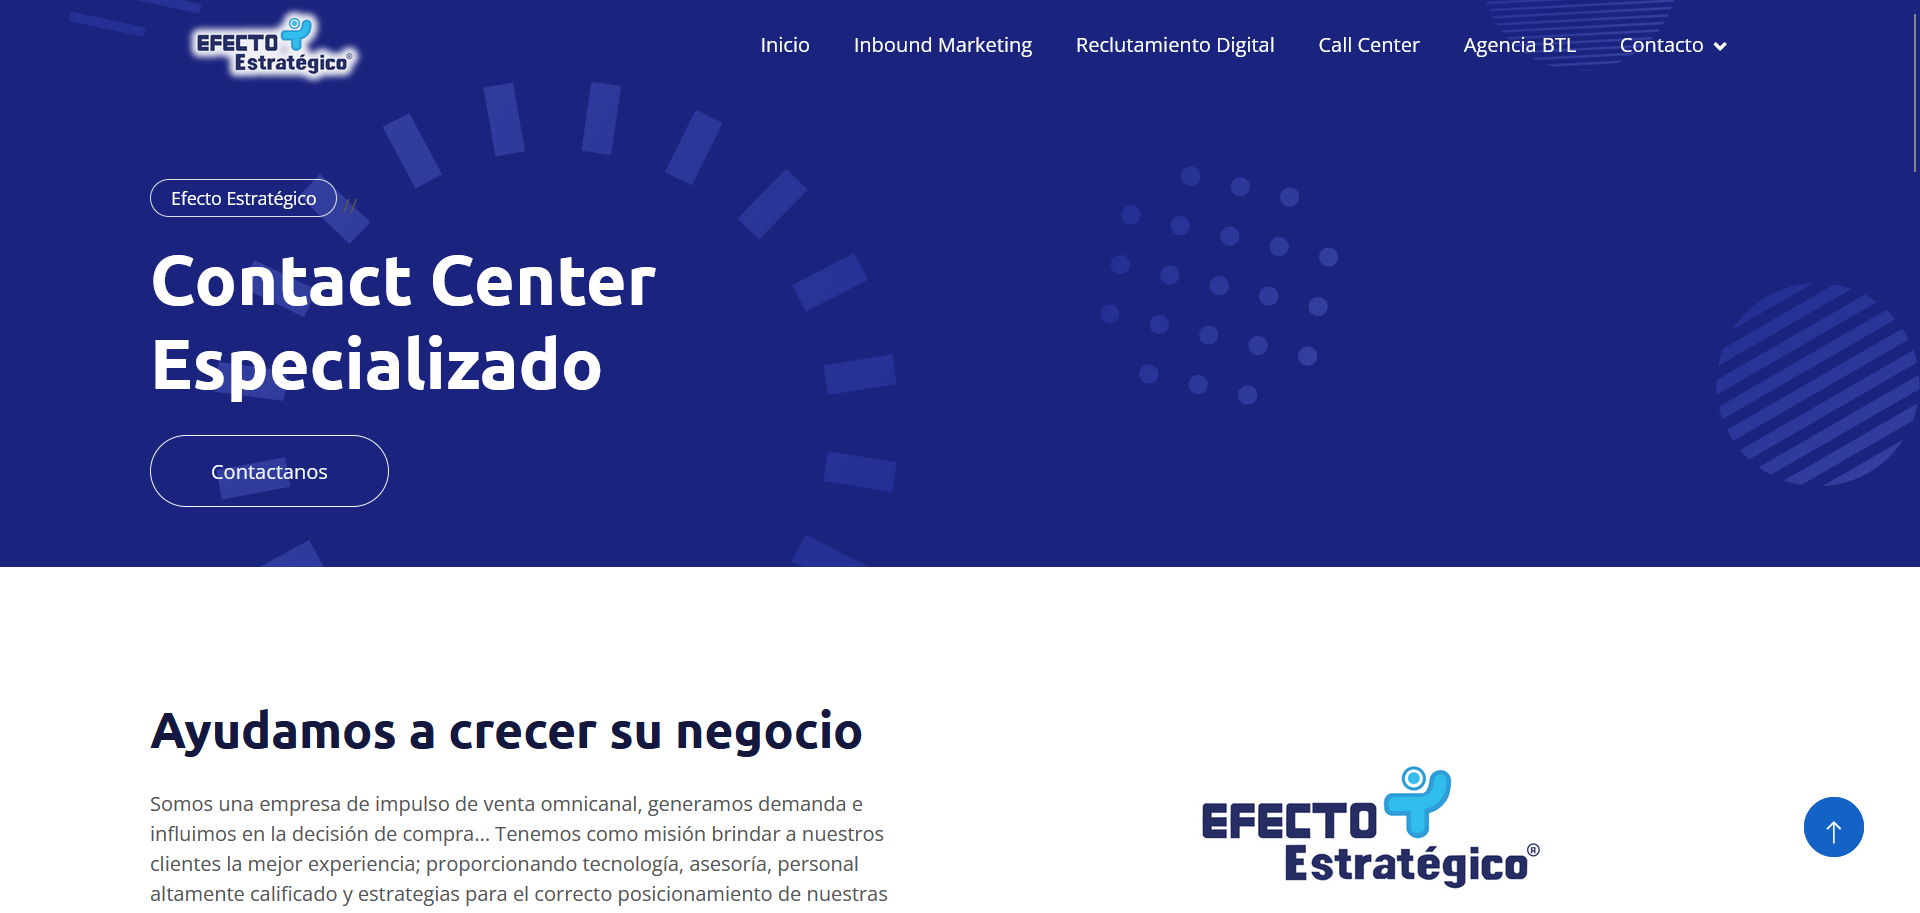 EFECTO
Estratégico®
Inicio
Inbound Marketing
Reclutamiento Digital
Call Center
Agencia BTL
Contacto
Efecto Estratégico
//
Contact Center
Especializado
Contactanos
Ayudamos a crecer su negocio
Somos una empresa de impulso de venta omnicanal, generamos demanda e
influimos en la decisión de compra... Tenemos como misión brindar a nuestros
clientes la mejor experiencia; proporcionando tecnología, asesoría, personal
altamente calificado y estrategias para el correcto posicionamiento de nuestras
EFECTO
Estratégico®